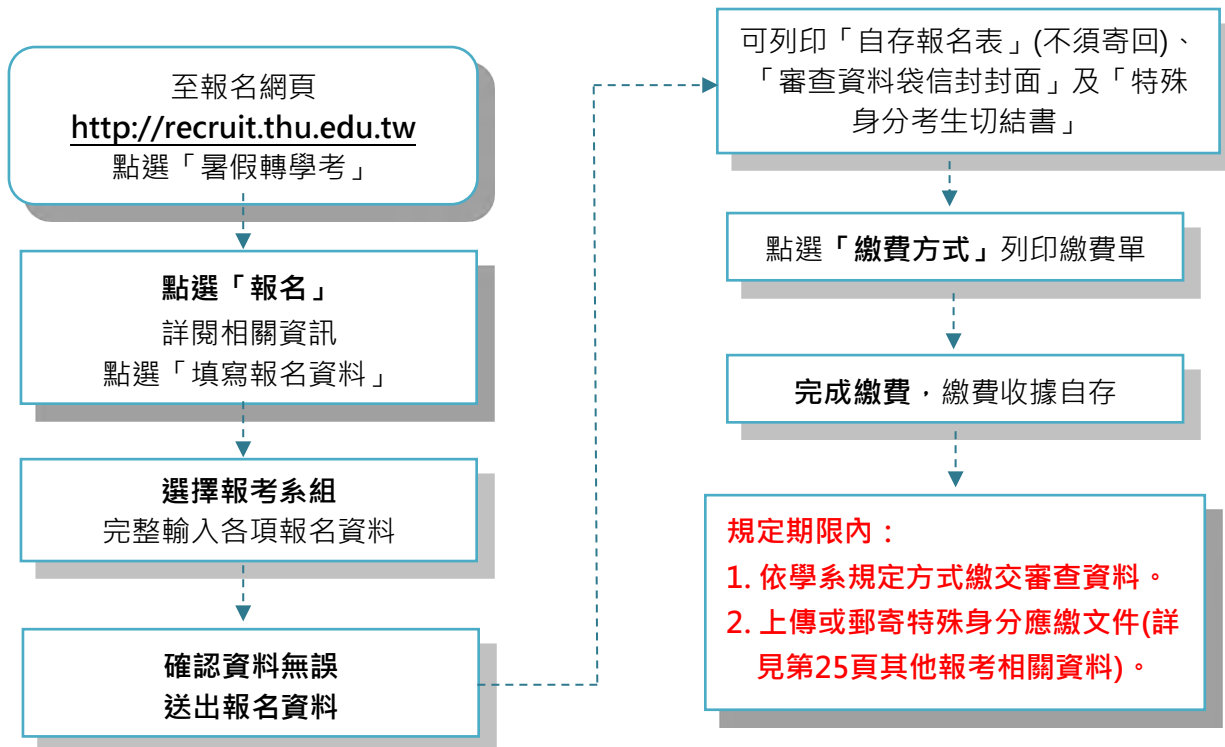 至報名網頁
http://recruit.thu.edu.tw
點選「暑假轉學考」
點選「報名」
詳閱相關資訊
點選「填寫報名資料」
選擇報考系組
完整輸入各項報名資料
確認資料無誤
送出報名資料
可列印「自存報名表」(不須寄回)、
「審查資料袋信封封面」及「特殊
身分考生切結書」
點選「繳費方式」列印繳費單
完成繳費，繳費收據自存
規定期限內：
1. 依學系規定方式繳交審查資料。
2. 上傳或郵寄特殊身分應繳文件(詳
見第25頁其他報考相關資料)。